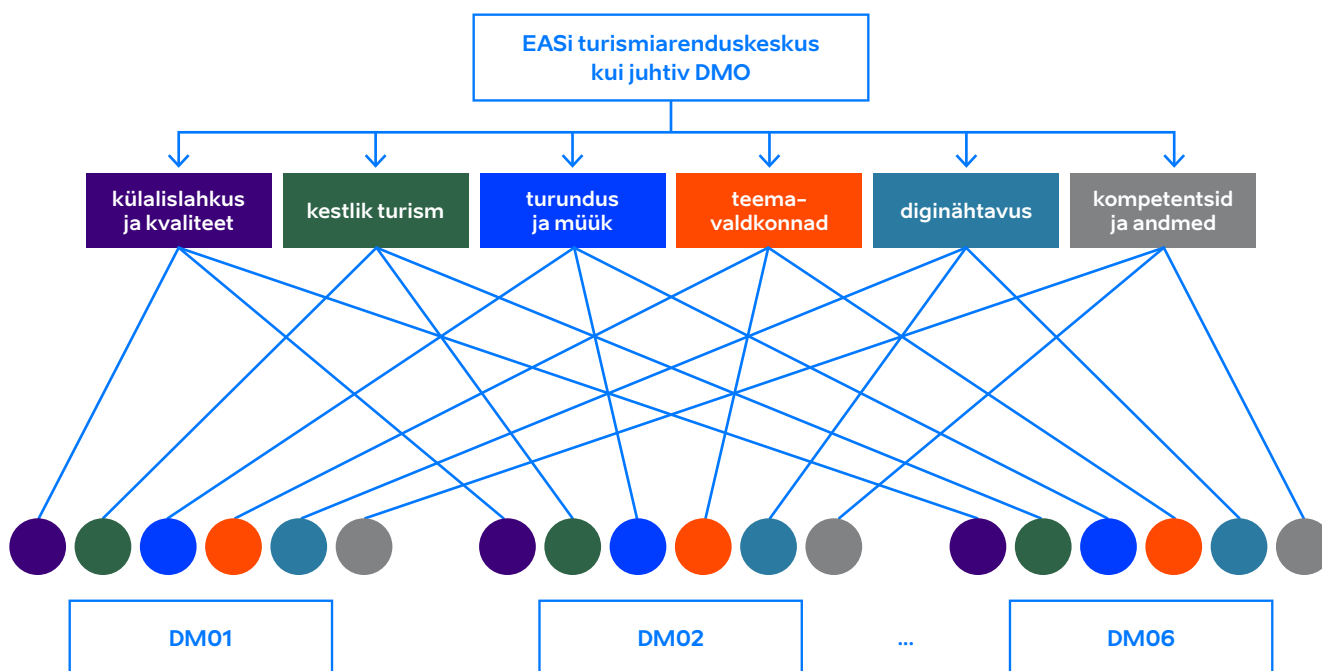 EASi turismiarenduskeskus
kui juhtiv DMO
külalislahkus
ja kvaliteet
kestlik turism
turundus
ja müük
teema-
valdkonnad
diginähtavus
kompetentsid
ja andmed
DM01
DM02
...
DM06